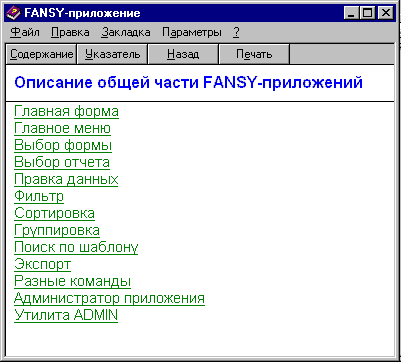 FANSY-приложение
Файл Правка Закладка Параметры ?
Содержание Указатель Назад Печать
Описание общей части FANSY-приложений
Главная форма
Главное меню
Выбор формы
Выбор отчета
Правка данных
Фильтр
Сортировка
Группировка
Поиск по шаблону
Экспорт
Разные команды
Администратор приложения
Утилита ADMIN